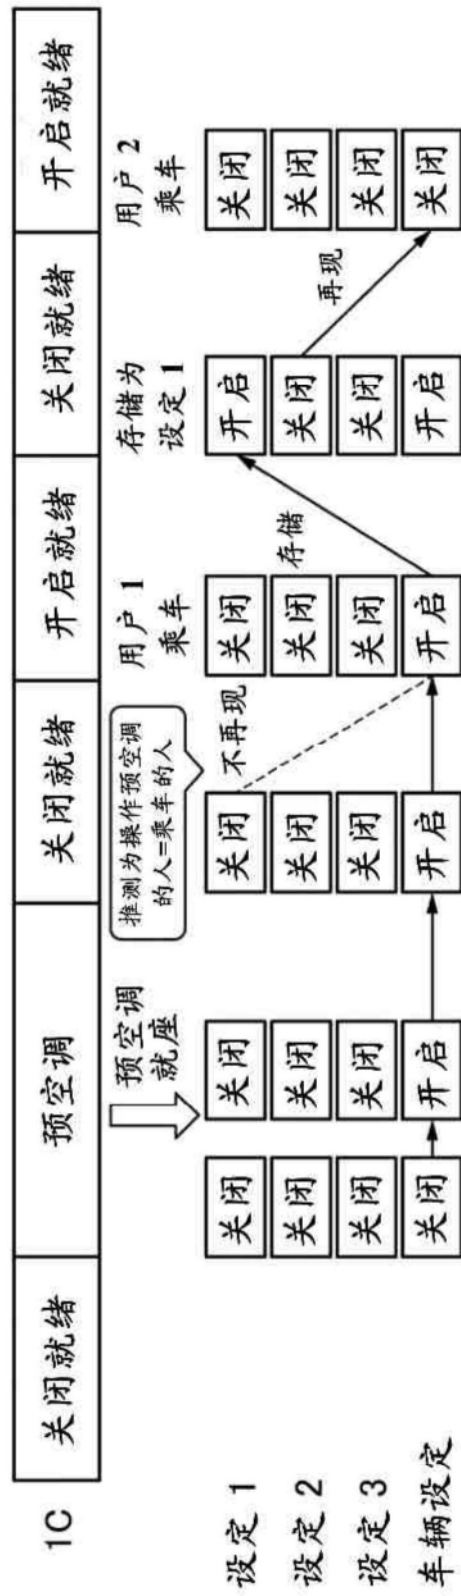 1C
关闭就绪
预空调
关闭就绪
开启就绪
关闭就绪
开启就绪
预空调
就座
推测为操作预空调
的人=乘车的人
不再现
用户 1
乘车
存储
存储为
设定 1
再现
用户 2
乘车
设定 1
关闭
关闭
关闭
关闭
开启
关闭
设定 2
关闭
关闭
关闭
关闭
关闭
关闭
设定 3
关闭
关闭
关闭
关闭
关闭
关闭
车辆设定
关闭
开启
开启
开启
开启
关闭